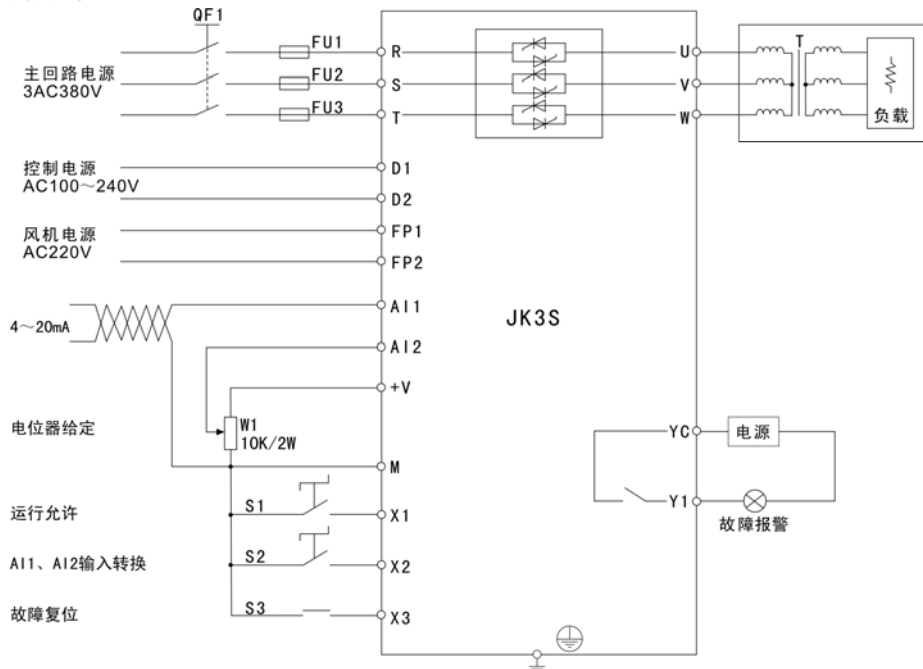 QF1
主回路电源
3AC380V
FU1
FU2
FU3
R
S
T
U
V
W
T
负载
控制电源
AC100～240V
D1
D2
风机电源
AC220V
FP1
FP2
4～20mA
AI1
AI2
+V
JK3S
电位器给定
W1
10K/2W
M
YC
电源
Y1
故障报警
运行允许
S1
X1
AI1、AI2输入转换
S2
X2
故障复位
S3
X3